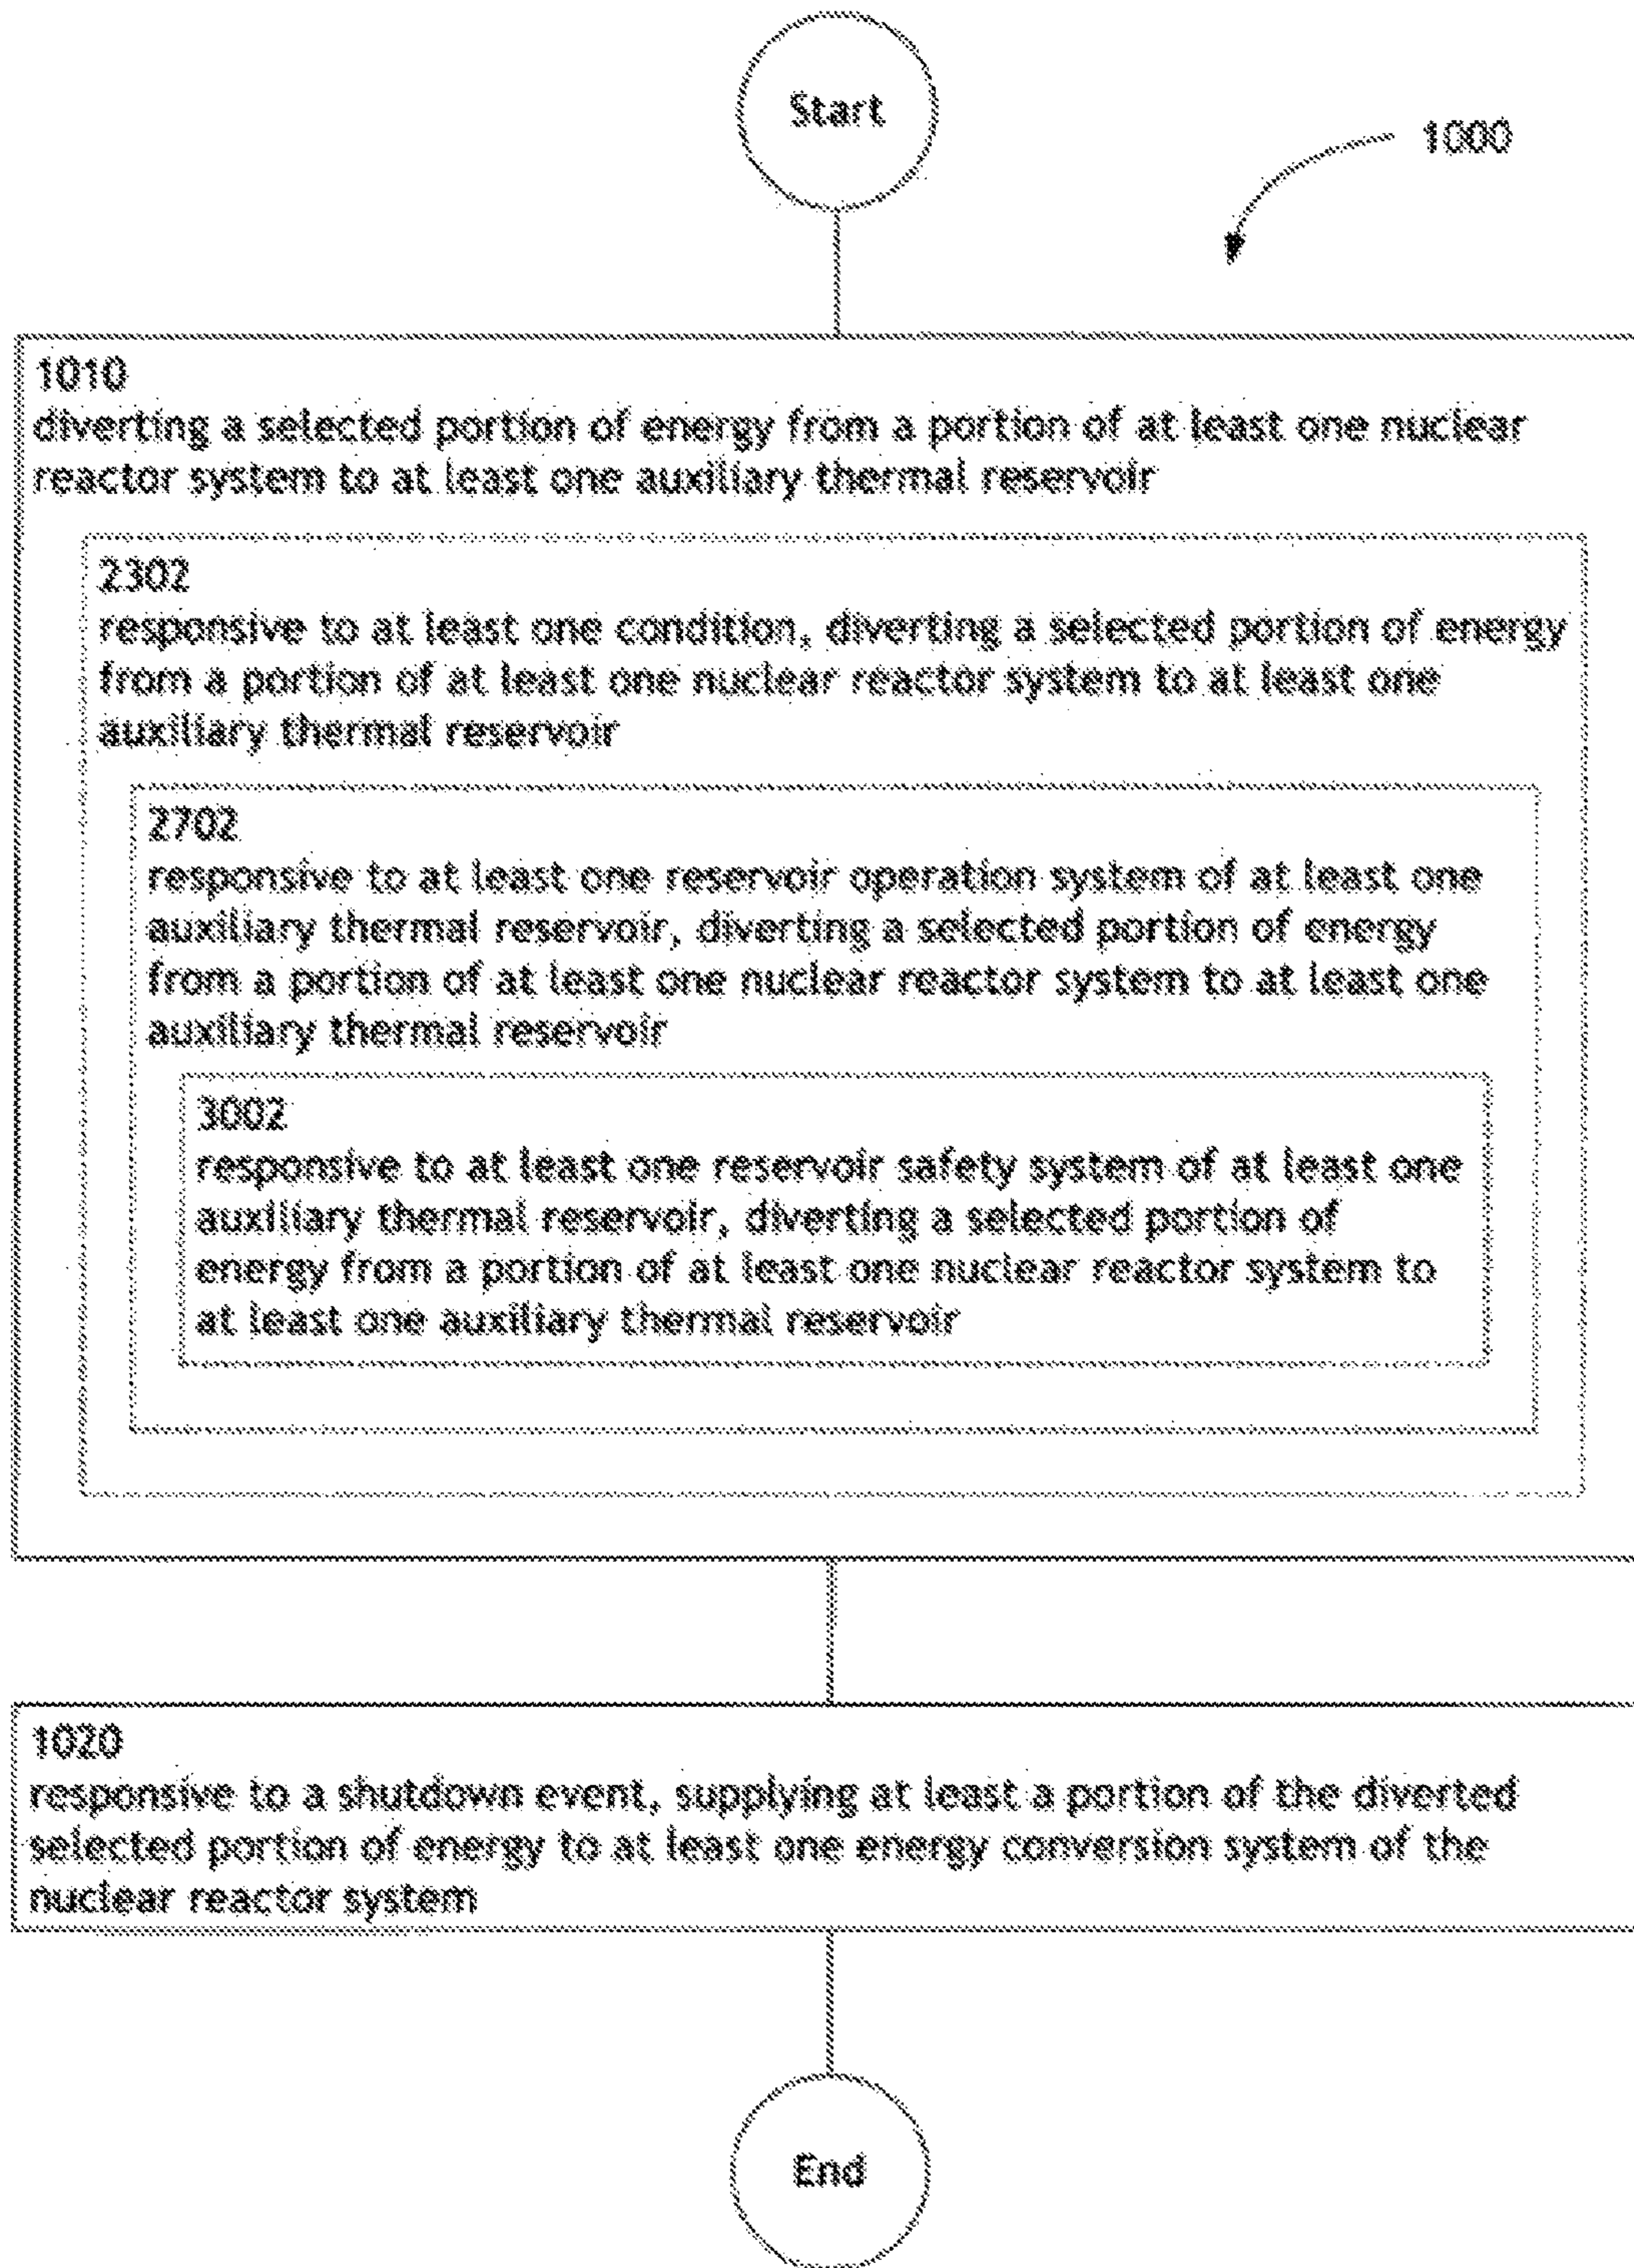 Start
1000
1010
diverting a selected portion of energy from a portion of at least one nuclear
reactor system to at least one auxiliary thermal reservoir
2302
responsive to at least one condition, diverting a selected portion of energy
from a portion of at least one nuclear reactor system to at least one
auxiliary thermal reservoir
2702
responsive to at least one reservoir operation system of at least one
auxiliary thermal reservoir, diverting a selected portion of energy
from a portion of at least one nuclear reactor system to at least one
auxiliary thermal reservoir
3002
responsive to at least one reservoir safety system of at least one
auxiliary thermal reservoir, diverting a selected portion of
energy from a portion of at least one nuclear reactor system to
at least one auxiliary thermal reservoir
1020
responsive to a shutdown event, supplying at least a portion of the diverted
selected portion of energy to at least one energy conversion system of the
nuclear reactor system
End